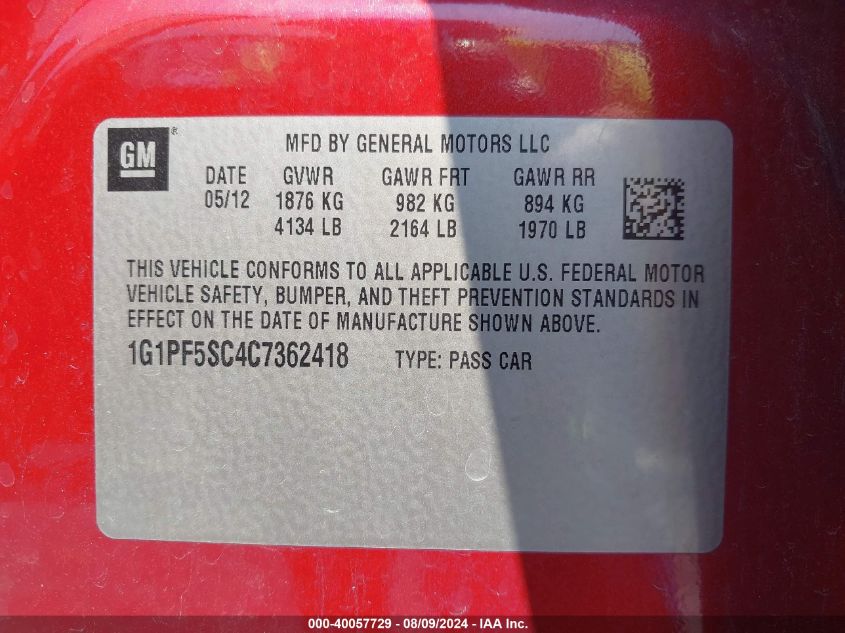 GM®
MFD BY GENERAL MOTORS LLC
DATE GVWR GAWR FRT GAWR RR
05/12 1876 KG 982 KG 894 KG
4134 LB 2164 LB 1970 LB
THIS VEHICLE CONFORMS TO ALL APPLICABLE U.S. FEDERAL MOTOR
VEHICLE SAFETY, BUMPER, AND THEFT PREVENTION STANDARDS IN
EFFECT ON THE DATE OF MANUFACTURE SHOWN ABOVE.
1G1PF5SC4C7362418 TYPE: PASS CAR
000-40057729 - 08/09/2024 - IAA Inc.